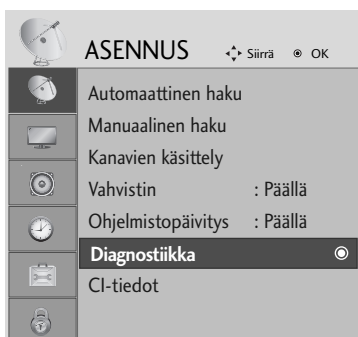 ASENNUS Siirrä OK
Automaattinen haku
Manuaalinen haku
Kanavien käsittely
Vahvistin : Päällä
Ohjelmistopäivitys : Päällä
Diagnostiikka
CI-tiedot